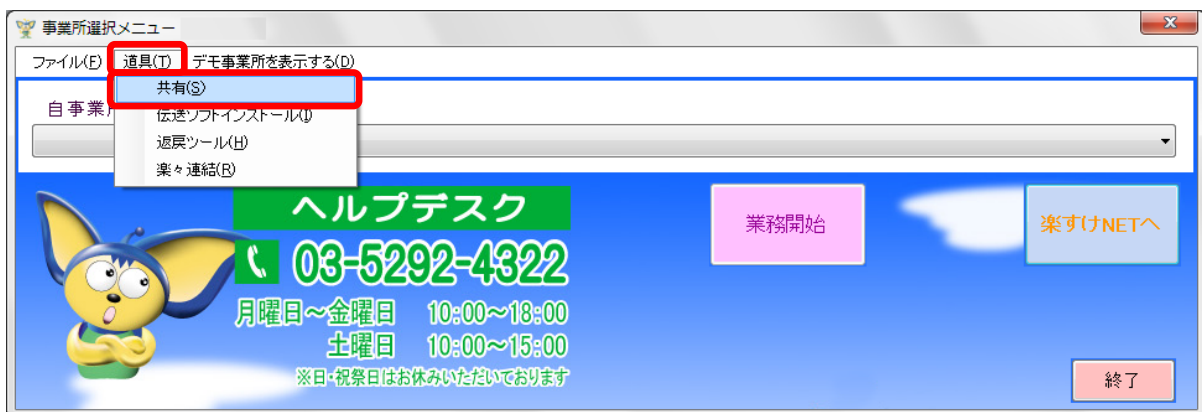 事業所選択メニュー
x
ファイル(F) 道具(T) デモ事業所を表示する(D)
共有(S)
自事業
伝送ソフトインストール(I)
返戻ツール(H)
楽々連結(R)
ヘルプデスク
業務開始
楽すけNETへ
03-5292-4322
月曜日～金曜日 10:00～18:00
土曜日 10:00～15:00
※日・祝祭日はお休みいただいております
終了